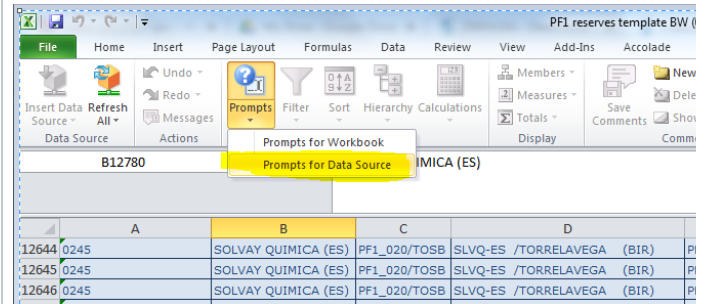 PF1 reserves template BW (
File Home Insert Page Layout Formulas Data Review View Add-Ins Accolade
Insert Data Source
Refresh All
Data Source
Undo
Redo
Messages
Actions
Prompts
Filter
Sort
Hierarchy
Calculations
Members
Measures
Totals
Display
Save Comments
New
Dele
Show
Comme
Prompts for Workbook
Prompts for Data Source
B12780 IMICA (ES)
A B C D
12644 0245 SOLVAY QUIMICA (ES) PF1_020/TOSB SLVQ-ES /TORRELAVEGA (BIR) P
12645 0245 SOLVAY QUIMICA (ES) PF1_020/TOSB SLVQ-ES /TORRELAVEGA (BIR) P
12646 0245 SOLVAY QUIMICA (ES) PF1_020/TOSB SLVQ-ES /TORRELAVEGA (BIR) P